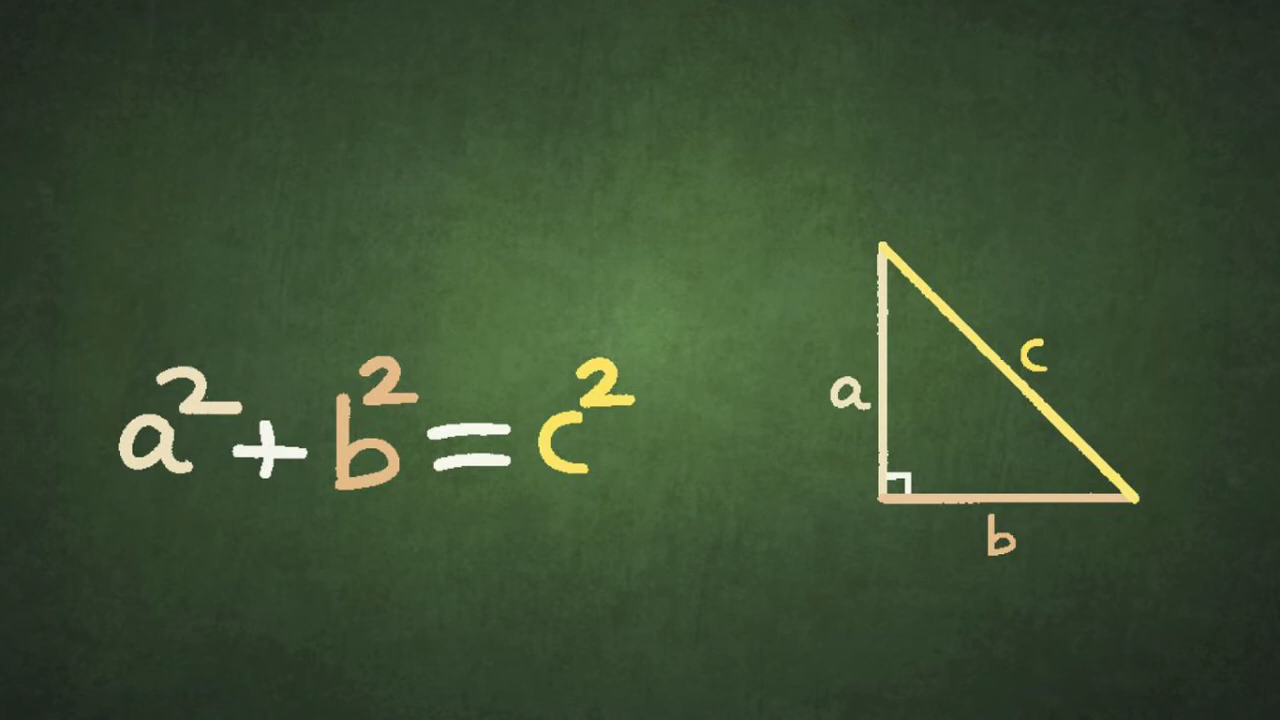 a² + b² = c²
a
c
b